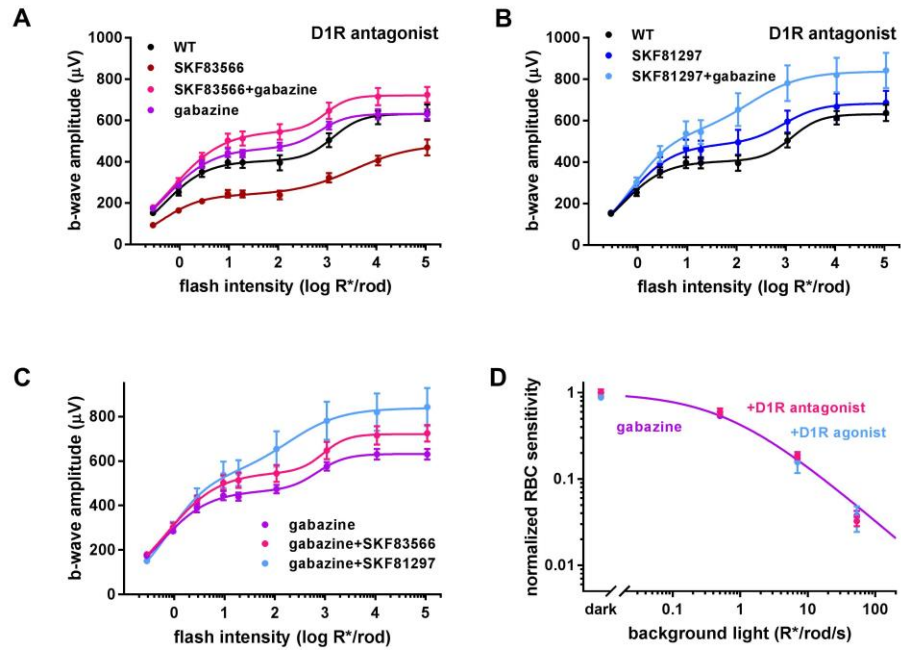 A
D1R antagonist
b-wave amplitude (µV)
1000
800
600
400
200
0
WT
SKF83566
SKF83566+gabazine
gabazine
0 1 2 3 4 5
flash intensity (log R*/rod)
B
D1R antagonist
b-wave amplitude (µV)
1000
800
600
400
200
0
WT
SKF81297
SKF81297+gabazine
0 1 2 3 4 5
flash intensity (log R*/rod)
C
b-wave amplitude (µV)
800
600
400
200
0
gabazine
gabazine+SKF83566
gabazine+SKF81297
0 1 2 3 4 5
flash intensity (log R*/rod)
D
normalized RBC sensitivity
1
0.1
0.01
gabazine
+D1R antagonist
+D1R agonist
dark 0.1 1 10 100
background light (R*/rod/s)